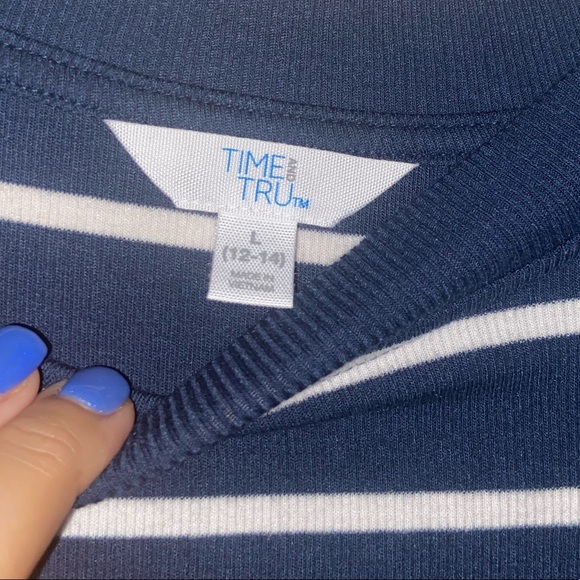 TIME AND
TRU™
L
(12-14)
MADE IN
VIETNAM